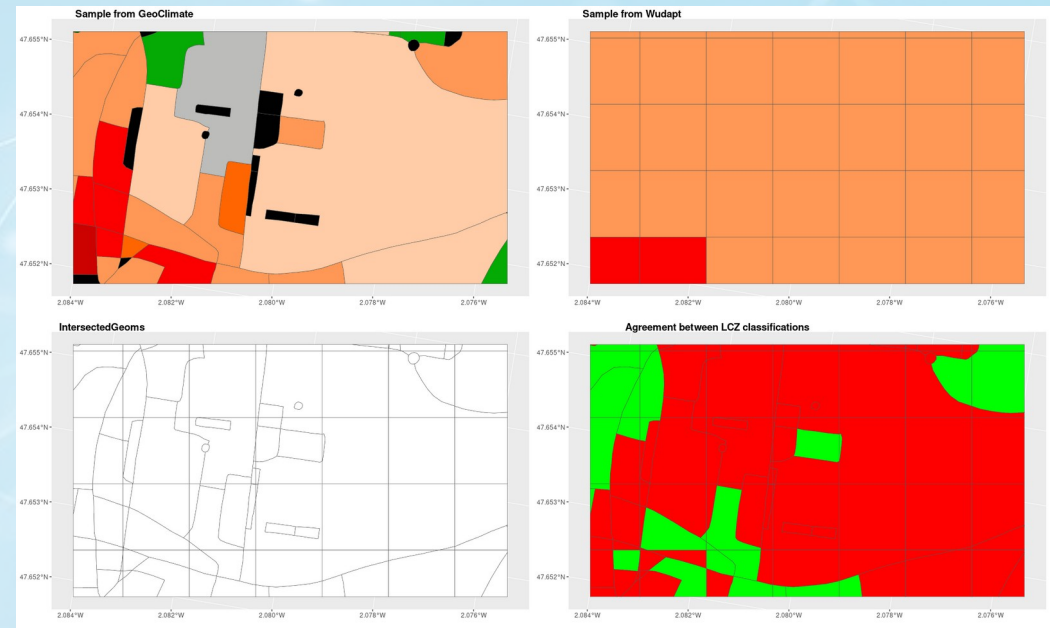 Sample from GeoClimate
47.655°N
47.654°N
47.653°N
47.652°N
2.084°W 2.082°W 2.080°W 2.078°W 2.076°W
Sample from Wudapt
47.655°N
47.654°N
47.653°N
47.652°N
2.084°W 2.082°W 2.080°W 2.078°W 2.076°W
IntersectedGeoms
47.655°N
47.654°N
47.653°N
47.652°N
2.084°W 2.082°W 2.080°W 2.078°W 2.076°W
Agreement between LCZ classifications
47.655°N
47.654°N
47.653°N
47.652°N
2.084°W 2.082°W 2.080°W 2.078°W 2.076°W